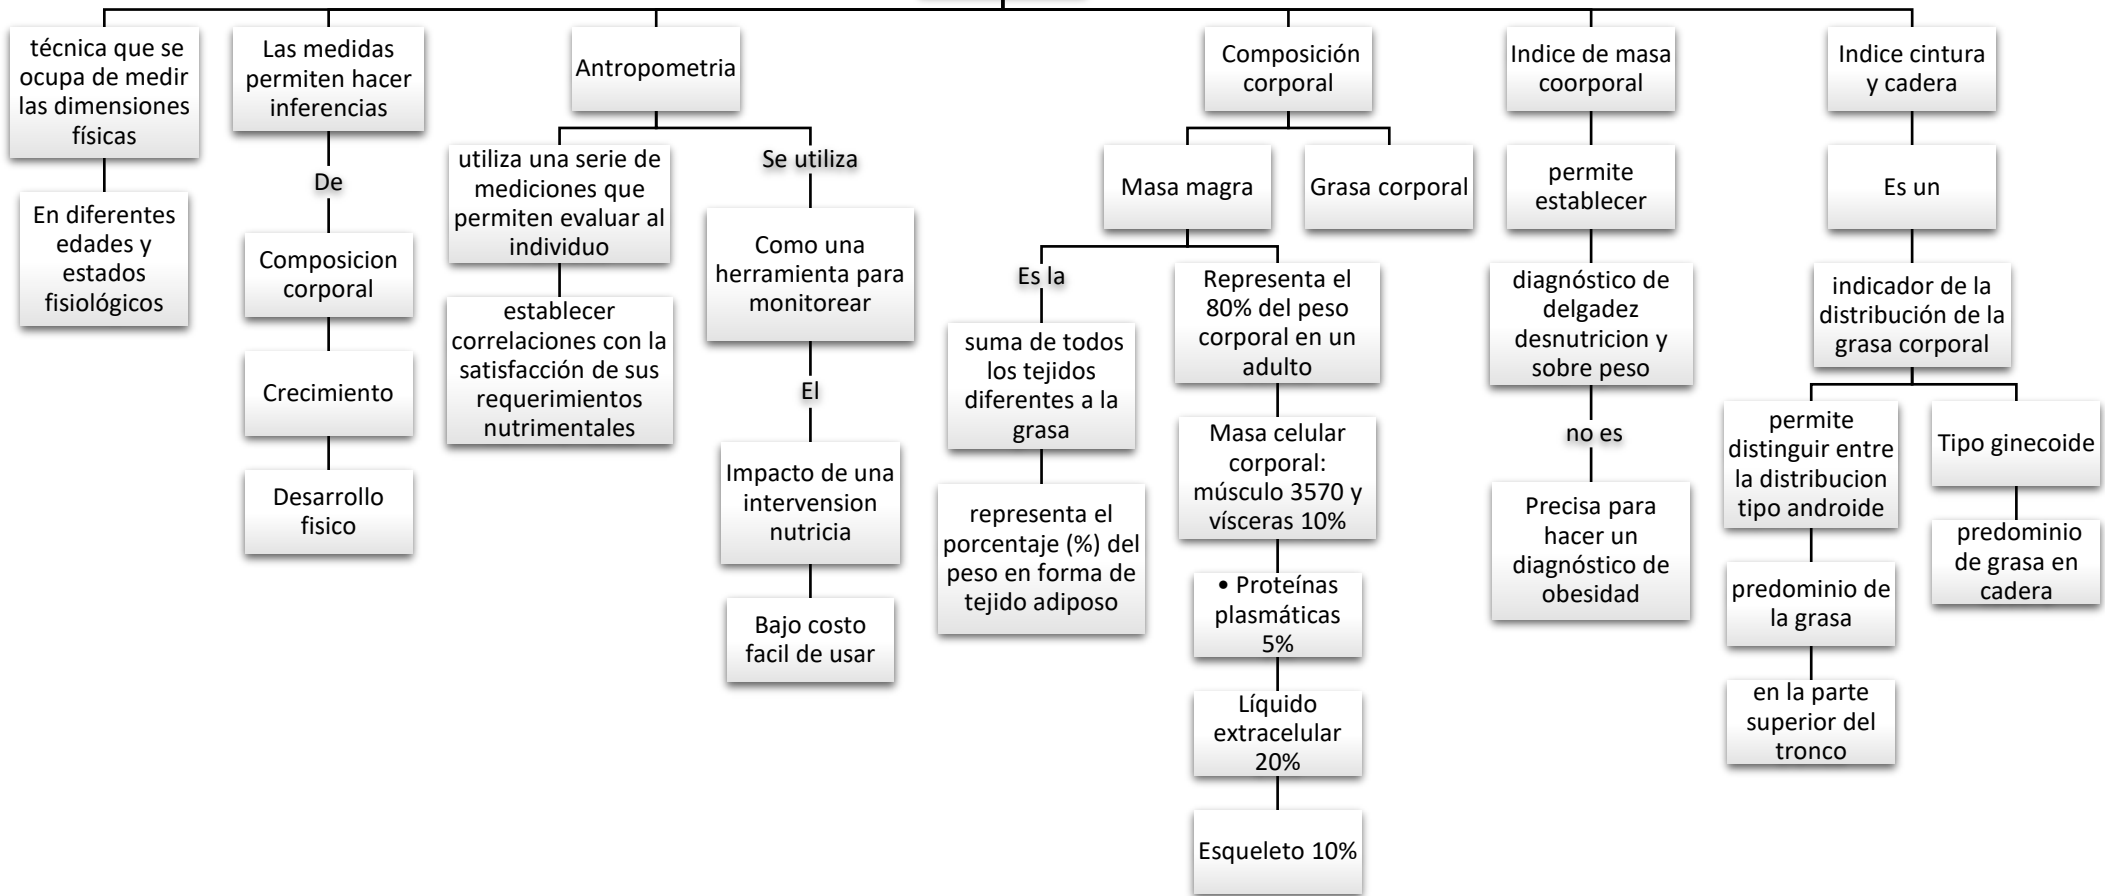 técnica que se
ocupa de medir
las dimensiones
físicas
En diferentes
edades y
estados
fisiológicos
Las medidas
permiten hacer
inferencias
De
Composicion
corporal
Crecimiento
Desarrollo
fisico
Antropometria
utiliza una serie de
mediciones que
permiten evaluar al
individuo
establecer
correlaciones con la
satisfacción de sus
requerimientos
nutrimentales
Se utiliza
Como una
herramienta para
monitorear
El
Impacto de una
intervension
nutricia
Bajo costo
facil de usar
Composición
corporal
Masa magra
Es la
suma de todos
los tejidos
diferentes a la
grasa
representa el
porcentaje (%) del
peso en forma de
tejido adiposo
Representa el
80% del peso
corporal en un
adulto
Masa celular
corporal:
músculo 3570 y
vísceras 10%
• Proteínas
plasmáticas
5%
Líquido
extracelular
20%
Esqueleto 10%
Grasa corporal
Indice de masa
coorporal
permite
establecer
diagnóstico de
delgadez
desnutricion y
sobre peso
no es
Precisa para
hacer un
diagnóstico de
obesidad
Indice cintura
y cadera
Es un
indicador de la
distribución de la
grasa corporal
permite
distinguir entre
la distribucion
tipo androide
predominio de
la grasa
en la parte
superior del
tronco
Tipo ginecoide
predominio
de grasa en
cadera